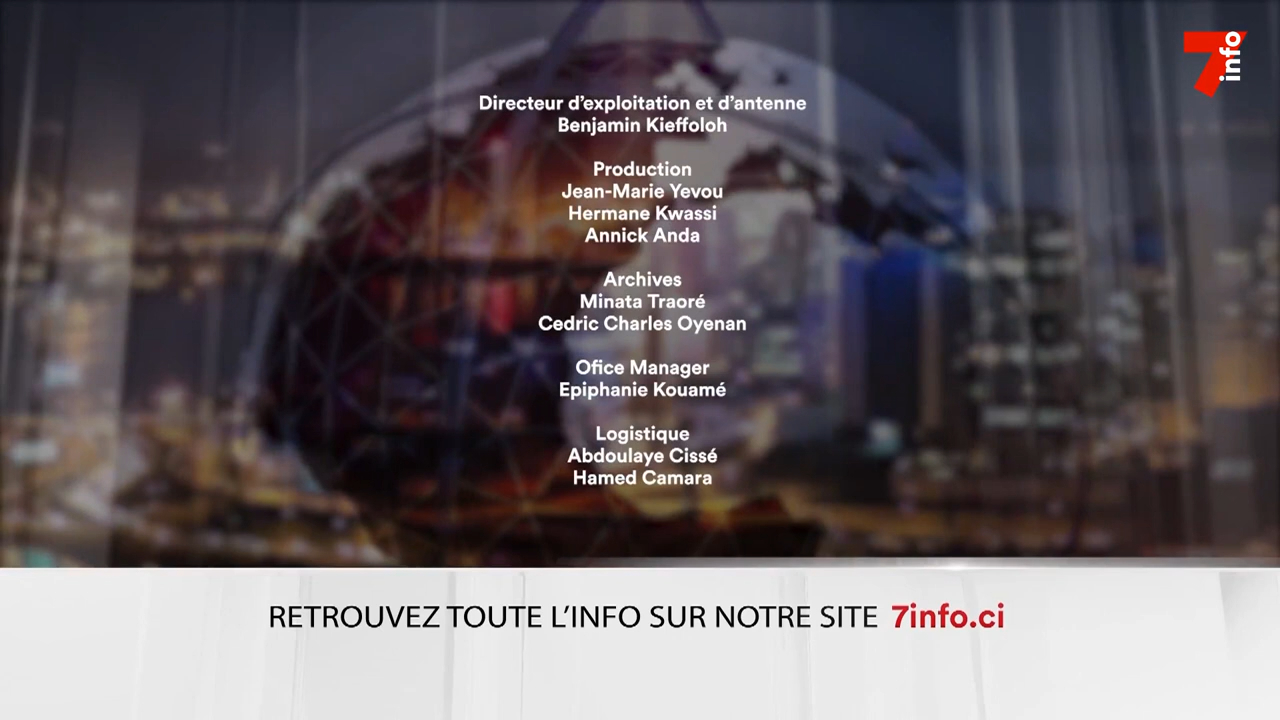 7info
Directeur d’exploitation et d’antenne
Benjamin Kieffoloh
Production
Jean-Marie Yevou
Hermane Kwassi
Annick Anda
Archives
Minata Traoré
Cedric Charles Oyenan
Ofice Manager
Epiphanie Kouamé
Logistique
Abdoulaye Cissé
Hamed Camara
RETROUVEZ TOUTE L’INFO SUR NOTRE SITE 7info.ci